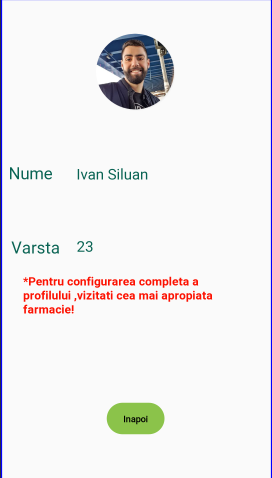 Nume Ivan Siluan
Varsta 23
*Pentru configurarea completa a
profilului ,vizitati cea mai apropiata
farmacie!
Inapoi